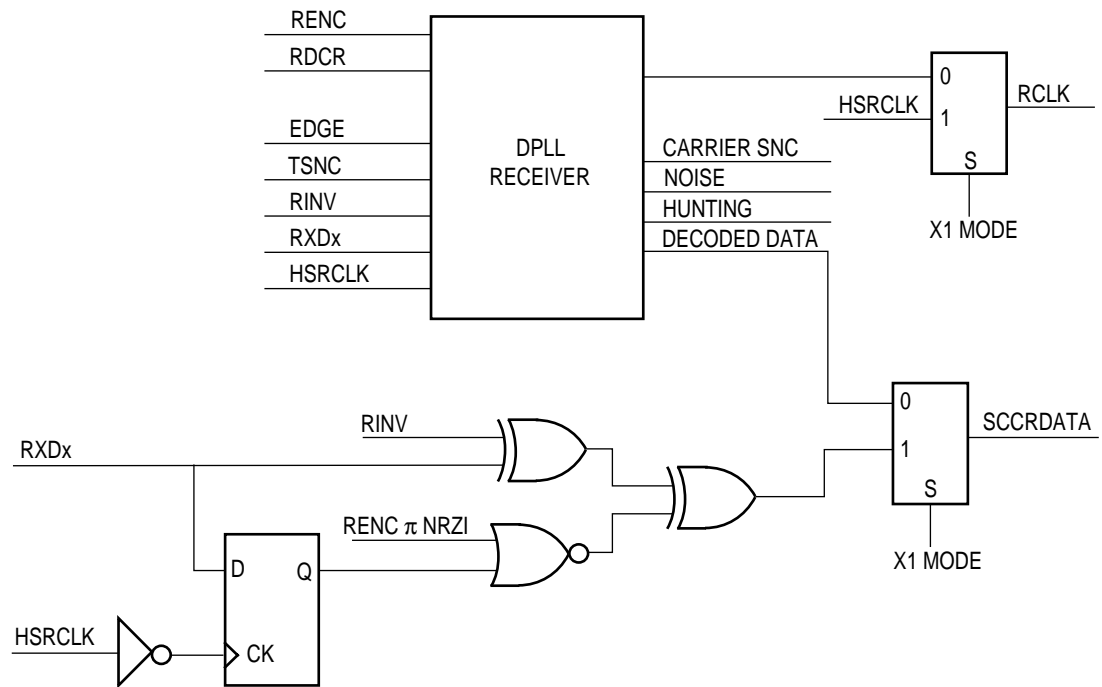 RENC
RDCR
EDGE
TSNC
RINV
RXDx
HSRCLK
DPLL
RECEIVER
CARRIER SNC
NOISE
HUNTING
DECODED DATA
HSRCLK
0
1
S
RCLK
X1 MODE
0
1
S
SCCRDATA
X1 MODE
RINV
RXDx
RENC π NRZI
D
Q
CK
HSRCLK